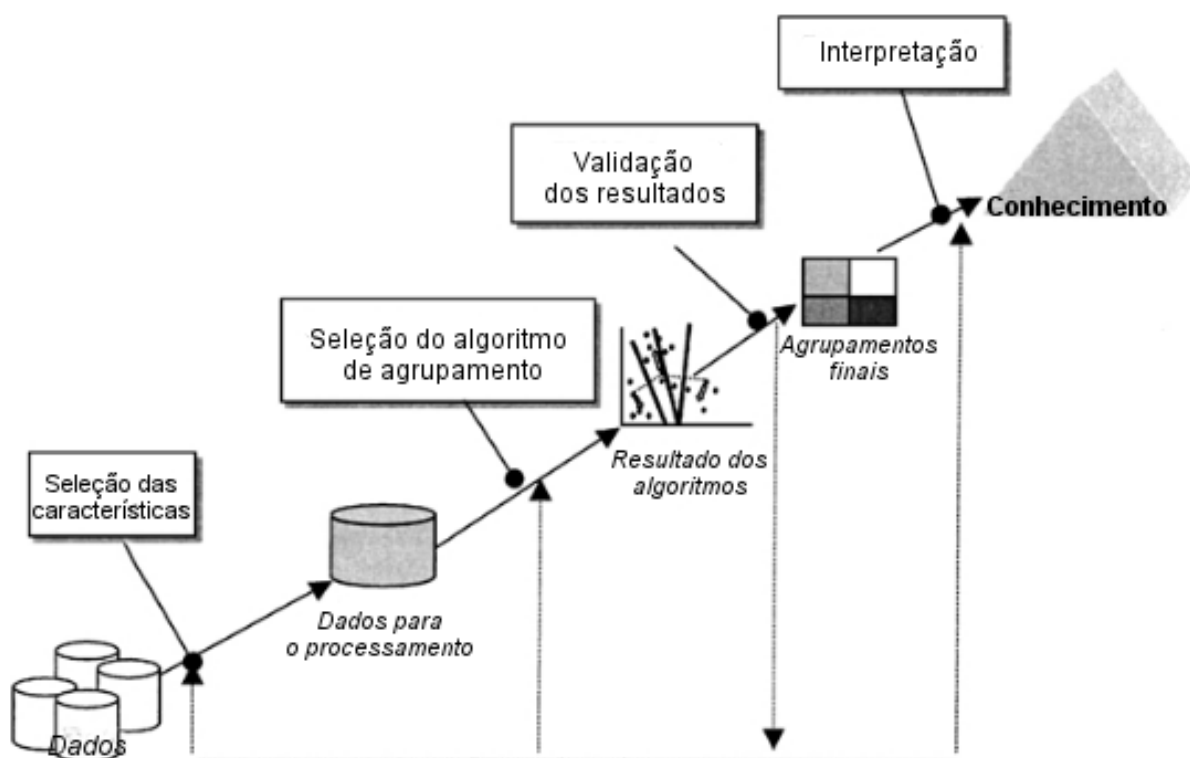 Interpretação
Validação
dos resultados
Conhecimento
Seleção do algoritmo
de agrupamento
Agrupamentos
finais
Resultado dos
algoritmos
Seleção das
características
Dados para
o processamento
Dados